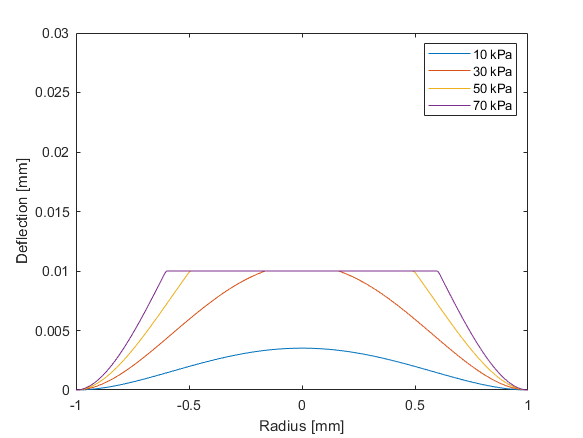 0.03
0.025
0.02
0.015
0.01
0.005
0
-1
-0.5
0
0.5
1
Deflection [mm]
Radius [mm]
10 kPa
30 kPa
50 kPa
70 kPa